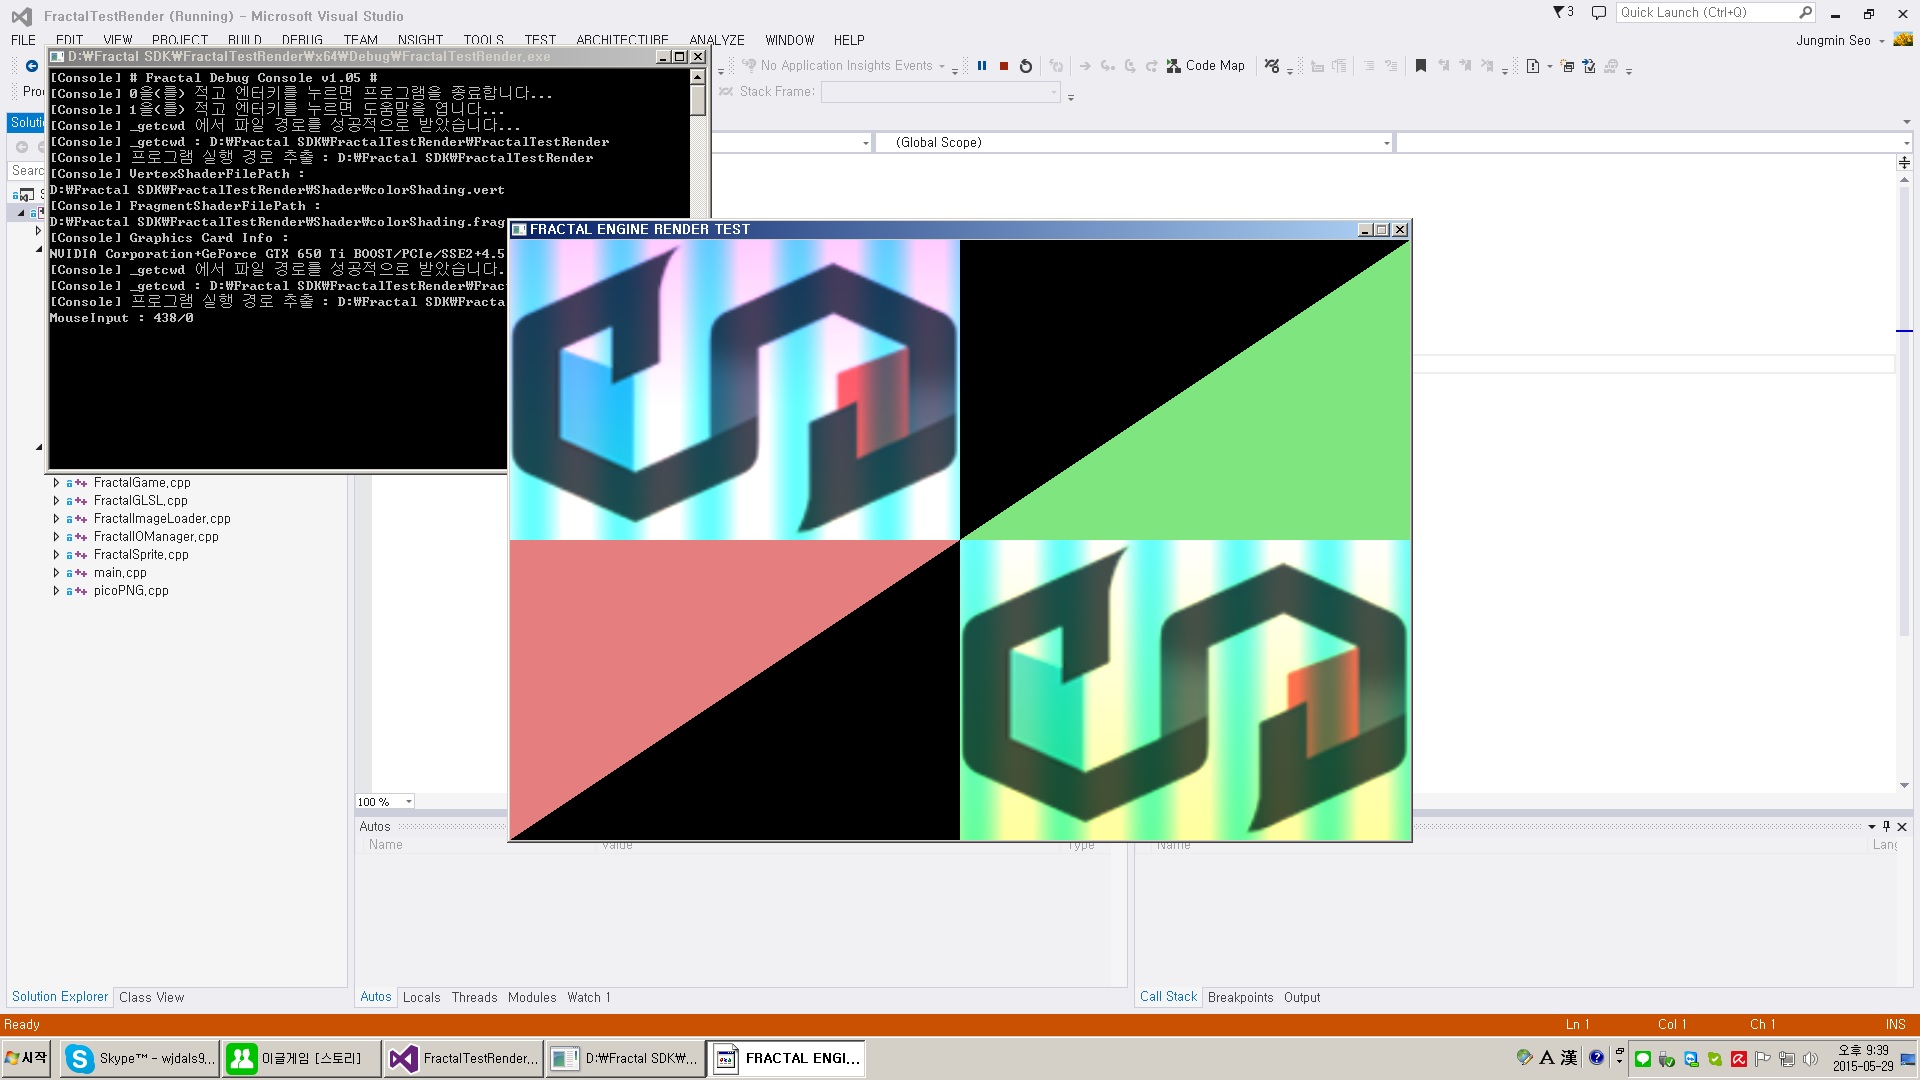 FractalTestRender (Running) - Microsoft Visual Studio
3
Quick Launch (Ctrl+Q)
FILE EDIT VIEW PROJECT BUILD DEBUG TEAM NSIGHT TOOLS TEST ARCHITECTURE ANALYZE WINDOW HELP
Jungmin Seo
D:₩Fractal SDK₩FractalTestRender₩x64₩Debug₩FractalTestRender.exe
No Application Insights Events
Code Map
Stack Frame:
[Console] # Fractal Debug Console v1.05 #
[Console] 0을(를) 적고 엔터키를 누르면 프로그램을 종료합니다...
[Console] 1을(를) 적고 엔터키를 누르면 도움말을 엽니다...
[Console] _getcwd 에서 파일 경로를 성공적으로 받았습니다...
[Console] _getcwd : D:₩Fractal SDK₩FractalTestRender₩FractalTestRender
[Console] 프로그램 실행 경로 추출 : D:₩Fractal SDK₩FractalTestRender
[Console] VertexShaderFilePath :
D:₩Fractal SDK₩FractalTestRender₩Shader₩colorShading.vert
[Console] FragmentShaderFilePath :
D:₩Fractal SDK₩FractalTestRender₩Shader₩colorShading.frag
[Console] Graphics Card Info :
NVIDIA Corporation+GeForce GTX 650 Ti BOOST/PCIe/SSE2+4.5
[Console] _getcwd 에서 파일 경로를 성공적으로 받았습니다.
[Console] _getcwd : D:₩Fractal SDK₩FractalTestRender₩Frac
[Console] 프로그램 실행 경로 추출 : D:₩Fractal SDK₩Fracta
MouseInput : 438/0
Proc
Soluti
Searc
S
(Global Scope)
FRACTAL ENGINE RENDER TEST
FractalGame.cpp
FractalGLSL.cpp
FractalImageLoader.cpp
FractalIOManager.cpp
FractalSprite.cpp
main.cpp
picoPNG.cpp
100 %
Autos
Name Value Type
Name Lang
Solution Explorer Class View
Autos Locals Threads Modules Watch 1
Call Stack Breakpoints Output
Ready
Ln 1 Col 1 Ch 1 INS
시작
Skype™ - wjdals9...
이글게임 [스토리]
FractalTestRender...
D:₩Fractal SDK₩...
FRACTAL ENGI...
A 漢
오후 9:39
2015-05-29